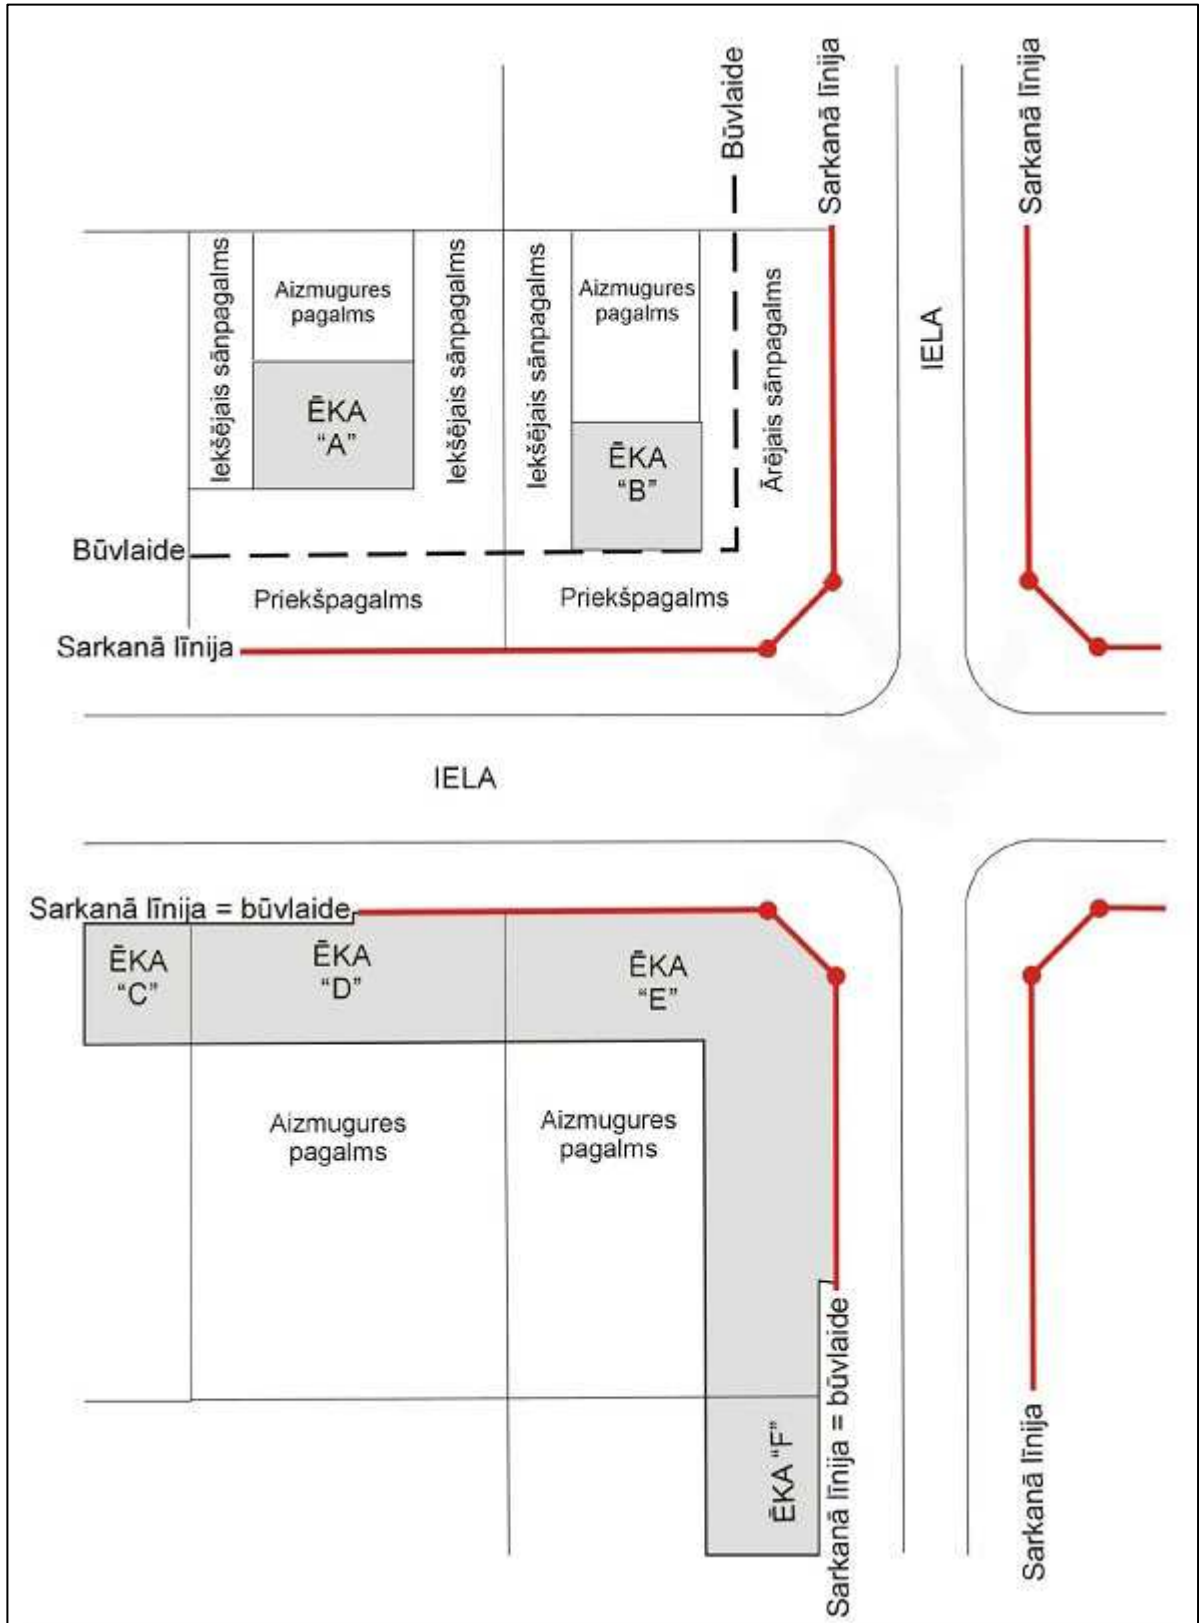 Būvlaide
Sarkanā līnija
Sarkanā līnija
Iekšējais sānpagalms
Aizmugures
pagalms
Iekšējais sānpagalms
Iekšējais sānpagalms
Aizmugures
pagalms
Ārējais sānpagalms
IELA
ĒKA
"A"
ĒKA
"B"
Būvlaide
Priekšpagalms
Priekšpagalms
Sarkanā līnija
IELA
Sarkanā līnija = būvlaide
ĒKA
"C"
ĒKA
"D"
ĒKA
"E"
Aizmugures
pagalms
Aizmugures
pagalms
ĒKA "F"
Sarkanā līnija = būvlaide
Sarkanā līnija